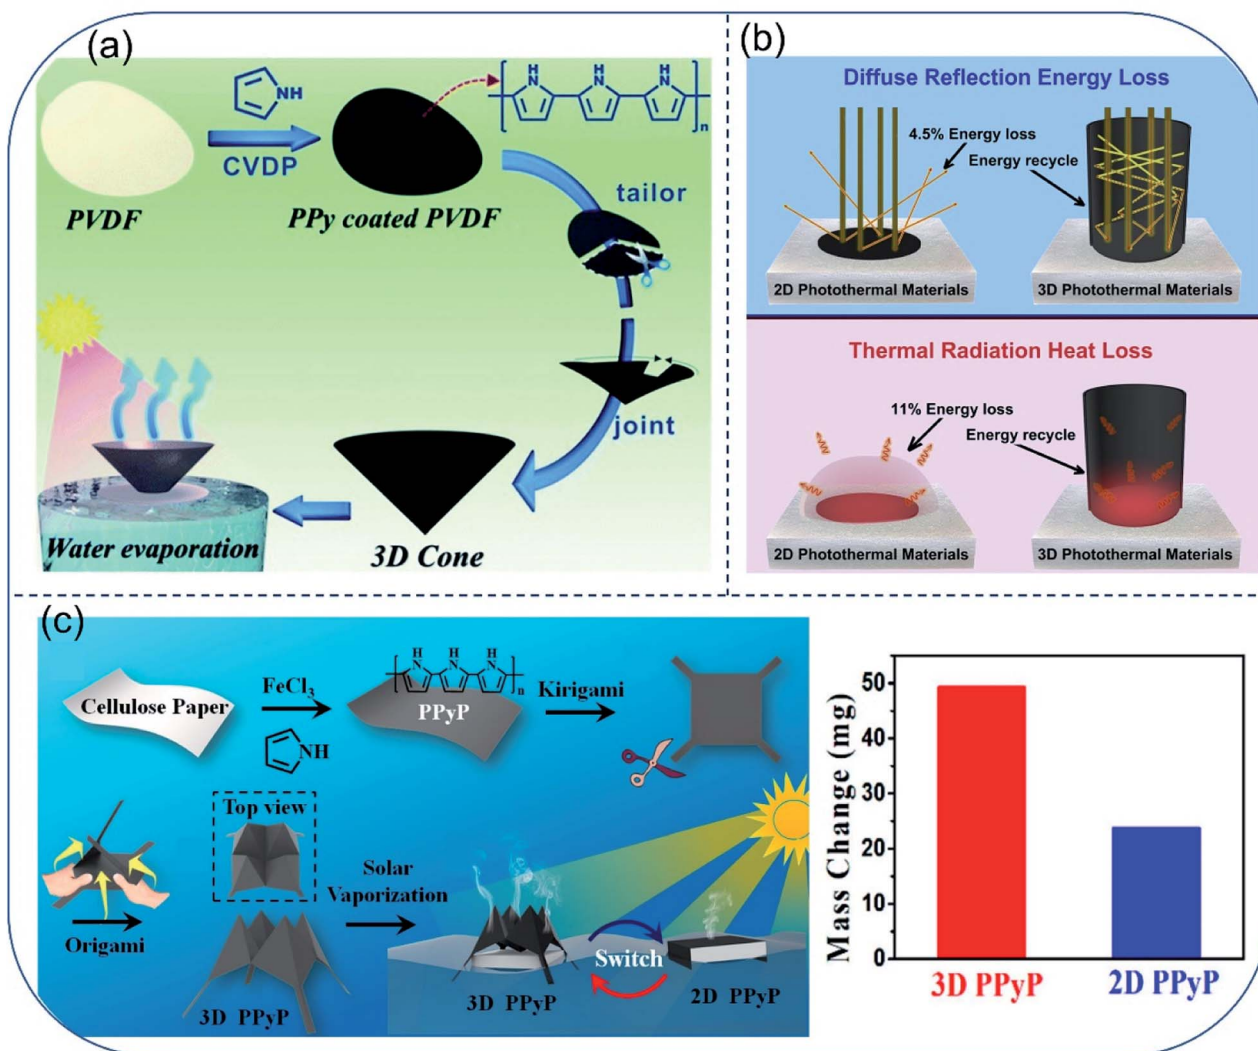 (a)
NH
CVDP
PVDF
PPy coated PVDF
H H H
N N N
n
tailor
joint
3D Cone
Water evaporation
(b)
Diffuse Reflection Energy Loss
4.5% Energy loss
Energy recycle
2D Photothermal Materials
3D Photothermal Materials
Thermal Radiation Heat Loss
11% Energy loss
Energy recycle
2D Photothermal Materials
3D Photothermal Materials
(c)
Cellulose Paper
FeCl3
NH
H H H
N N N
n
PPyP
Kirigami
Origami
Top view
3D PPyP
Solar
Vaporization
Switch
3D PPyP
2D PPyP
Mass Change (mg)
50
40
30
20
10
0
3D PPyP
2D PPyP